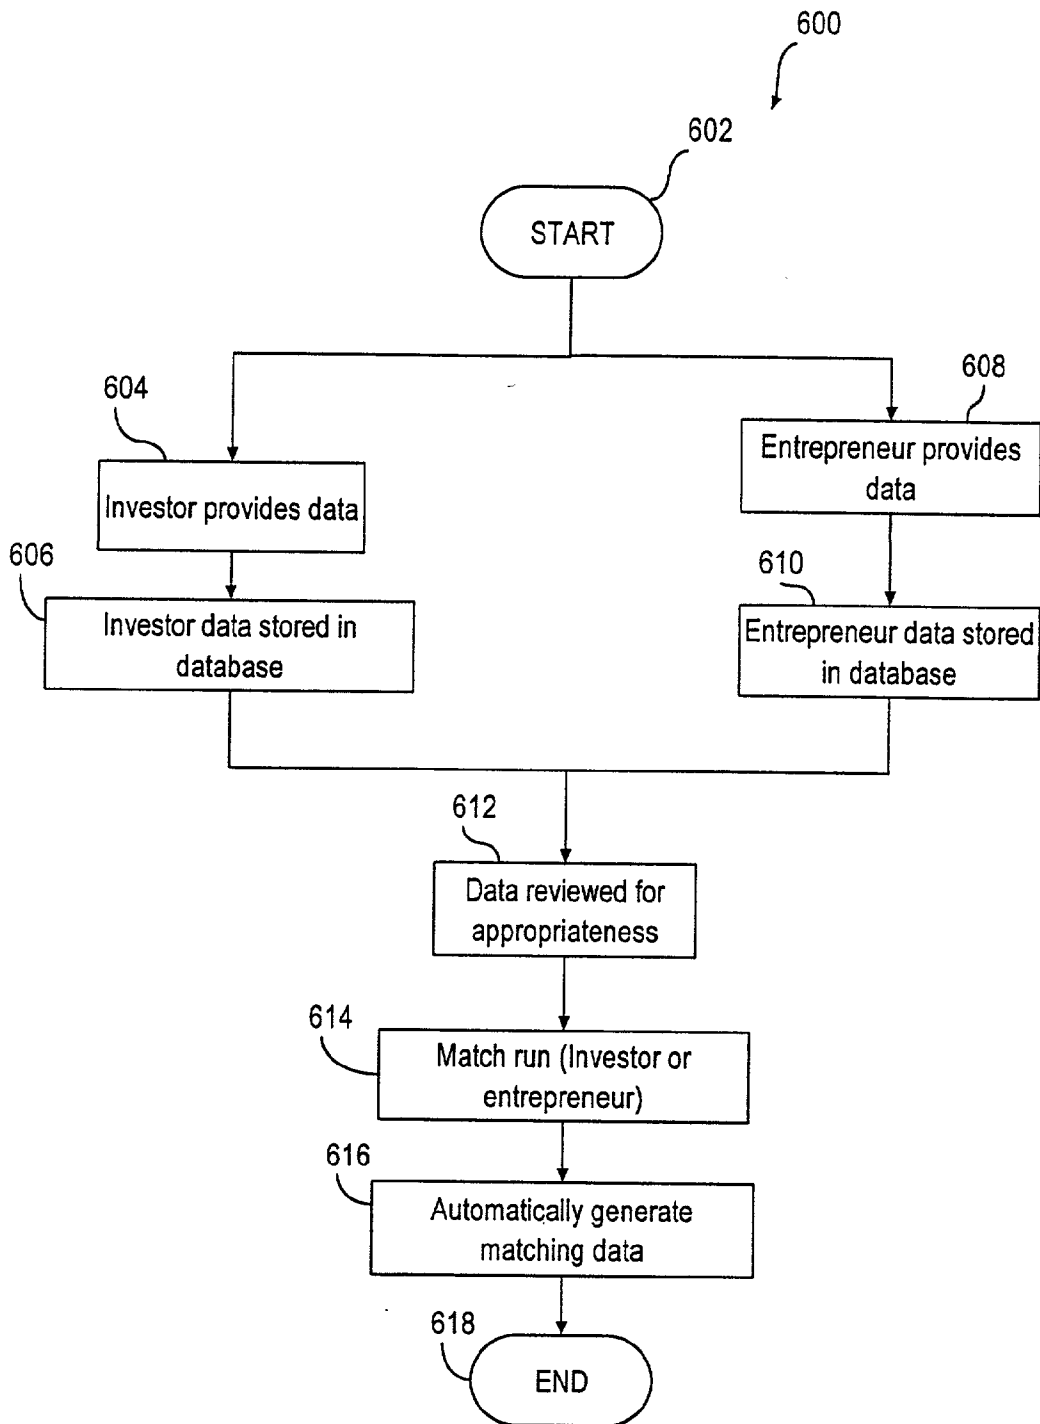 600
602
START
604
608
Investor provides data
Entrepreneur provides
data
606
610
Investor data stored in
database
Entrepreneur data stored
in database
612
Data reviewed for
appropriateness
614
Match run (Investor or
entrepreneur)
616
Automatically generate
matching data
618
END